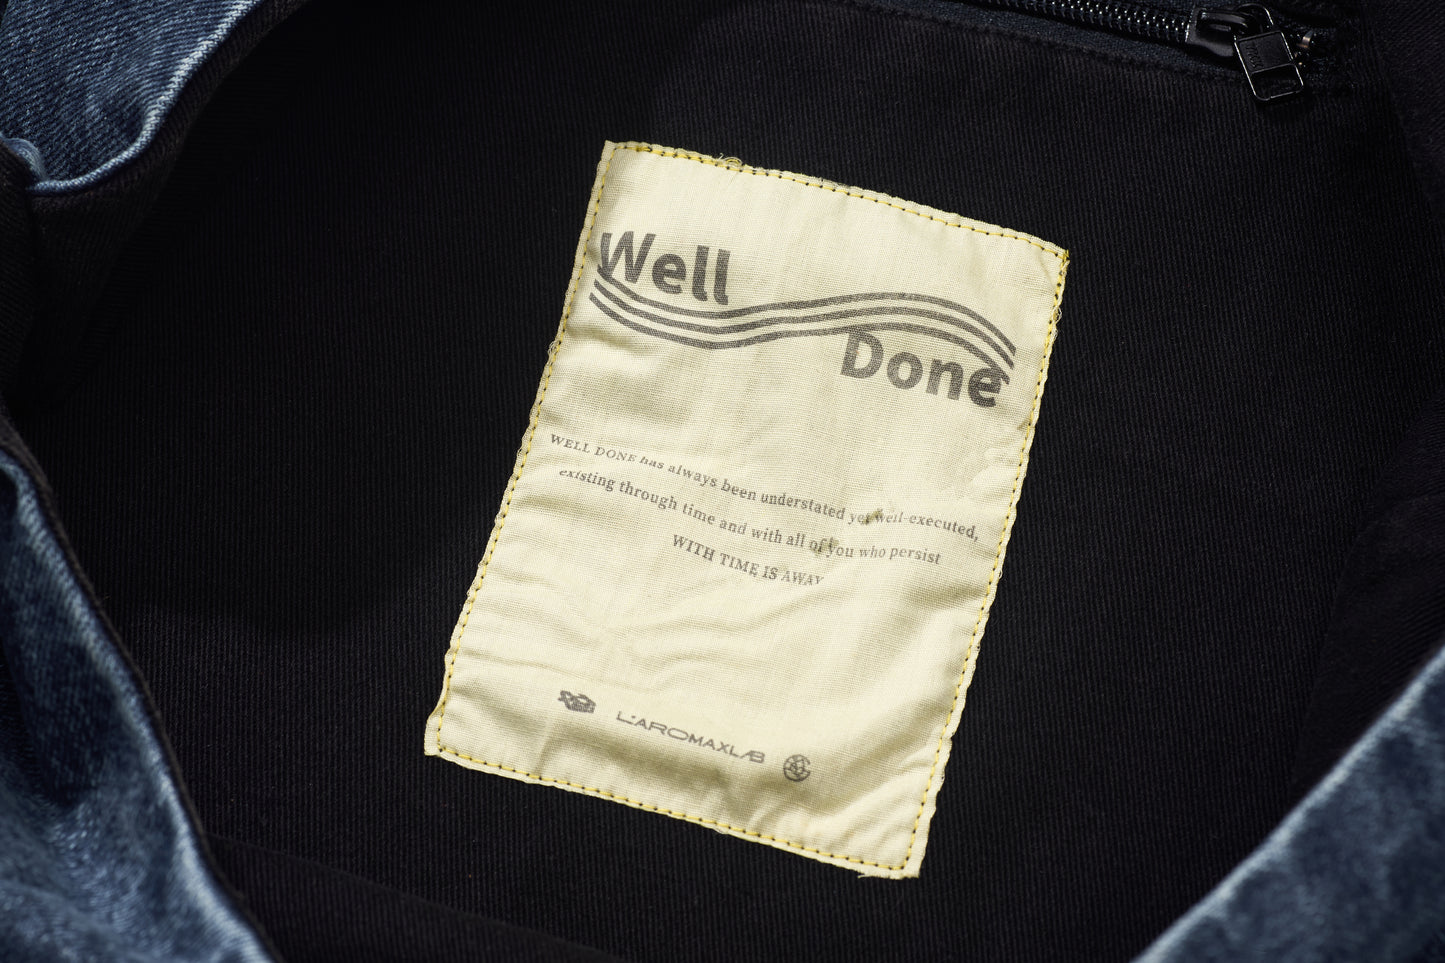 Well
Done
WELL DONE has always been understated yet well-executed,
existing through time and with all of you who persist
WITH TIME IS AWAY
L:AROMAXLAB